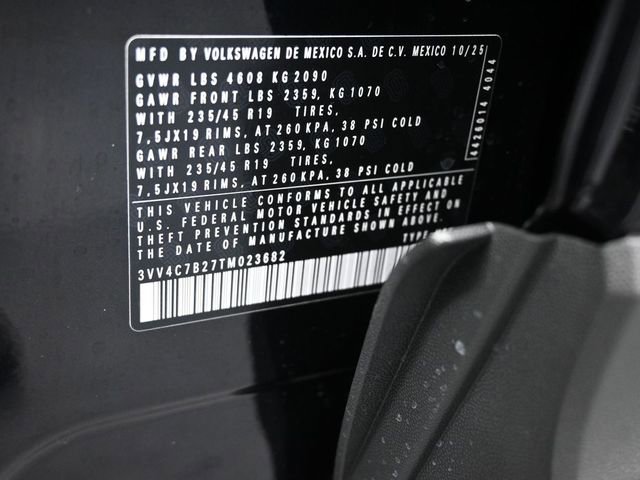 MFD BY VOLKSWAGEN DE MEXICO S.A. DE C.V. MEXICO 10/25
GVWR LBS 4608 KG 2090
GAWR FRONT LBS 2359, KG 1070
WITH 235/45 R19 TIRES,
7,5JX19 RIMS, AT 260 KPA, 38 PSI COLD
GAWR REAR LBS 2359, KG 1070
WITH 235/45 R19 TIRES,
7,5JX19 RIMS, AT 260 KPA, 38 PSI COLD
THIS VEHICLE CONFORMS TO ALL APPLICABLE
U.S. FEDERAL MOTOR VEHICLE SAFETY AND
THEFT PREVENTION STANDARDS IN EFFECT ON
THE DATE OF MANUFACTURE SHOWN ABOVE.
3VV4C7B27TM023682 TYPE
4426014 4044